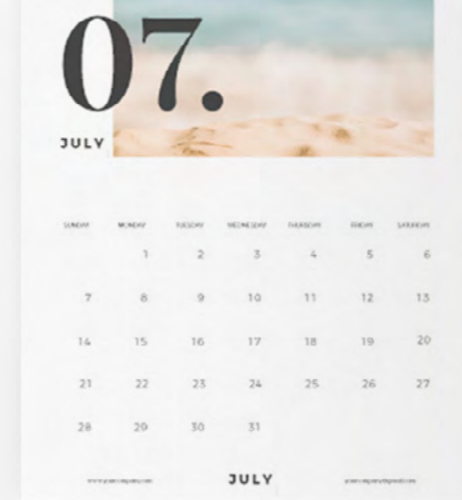 07.
JULY
SUNDAY MONDAY TUESDAY WEDNESDAY THURSDAY FRIDAY SATURDAY
1 2 3 4 5 6
7 8 9 10 11 12 13
14 15 16 17 18 19 20
21 22 23 24 25 26 27
28 29 30 31
JULY